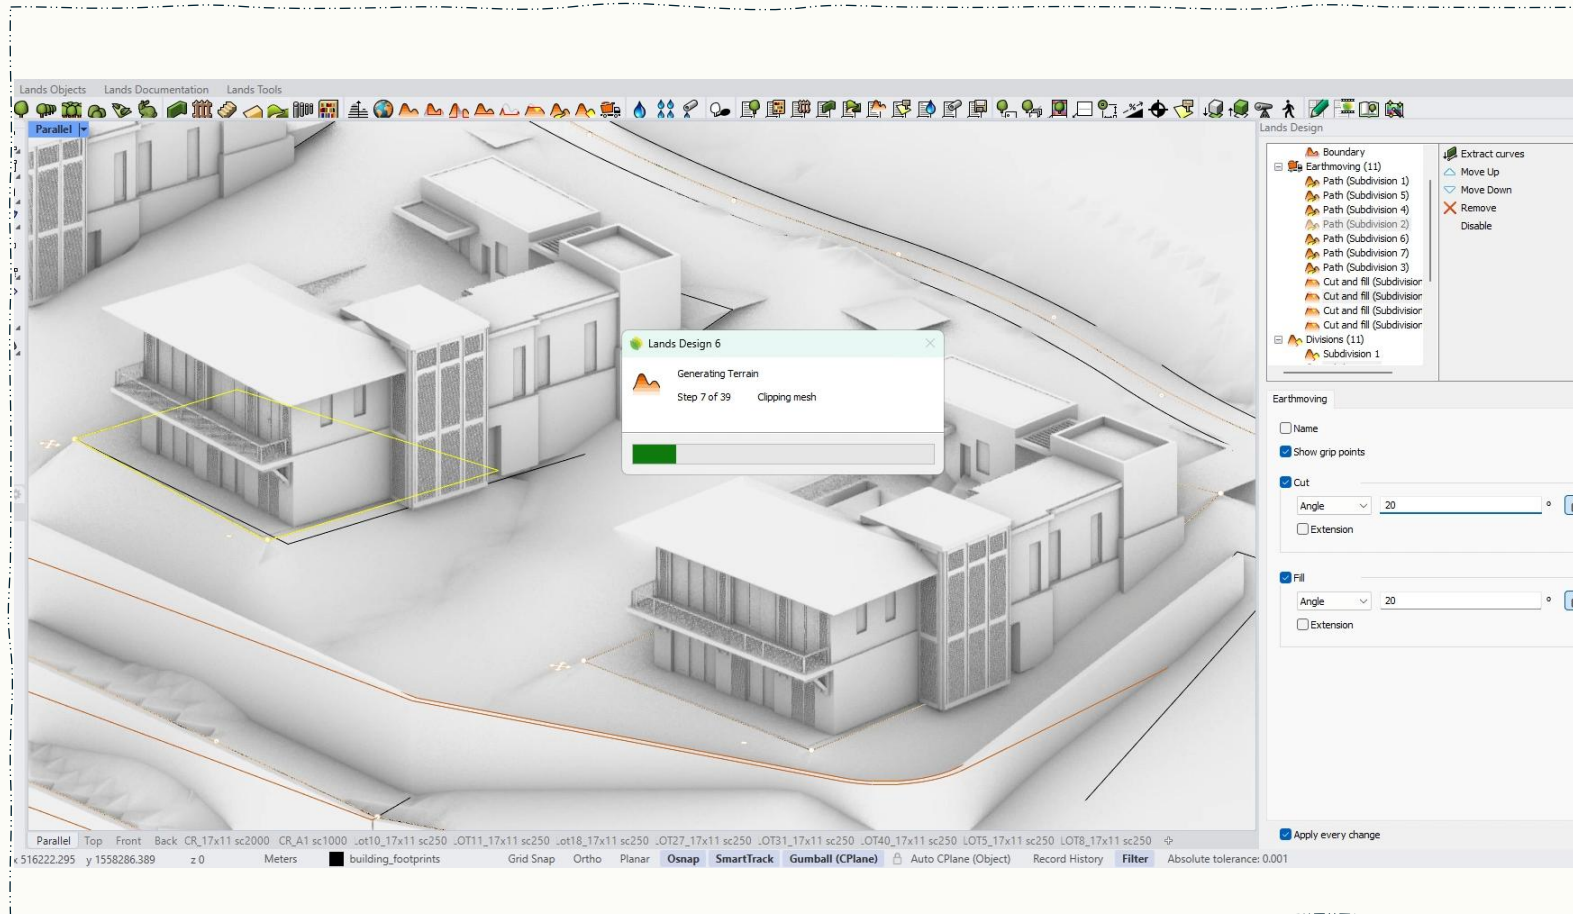 Lands Objects Lands Documentation Lands Tools
Parallel
Lands Design
Boundary
Earthmoving (11)
Path (Subdivision 1)
Path (Subdivision 5)
Path (Subdivision 4)
Path (Subdivision 2)
Path (Subdivision 6)
Path (Subdivision 7)
Path (Subdivision 3)
Cut and fill (Subdivision
Cut and fill (Subdivision
Cut and fill (Subdivision
Cut and fill (Subdivision
Divisions (11)
Subdivision 1
Extract curves
Move Up
Move Down
Remove
Disable
Lands Design 6
Generating Terrain
Step 7 of 39 Clipping mesh
Earthmoving
Name
Show grip points
Cut
Angle 20 °
Extension
Fill
Angle 20 °
Extension
Apply every change
Parallel Top Front Back CR_17x11 sc2000 CR_A1 sc1000 .ot10_17x11 sc250 .OT11_17x11 sc250 .ot18_17x11 sc250 .OT27_17x11 sc250 .OT31_17x11 sc250 .OT40_17x11 sc250 LOT5_17x11 sc250 LOT8_17x11 sc250
x 516222.295 y 1558286.389 z 0 Meters building_footprints Grid Snap Ortho Planar Osnap SmartTrack Gumball (CPlane) Auto CPlane (Object) Record History Filter Absolute tolerance: 0.001